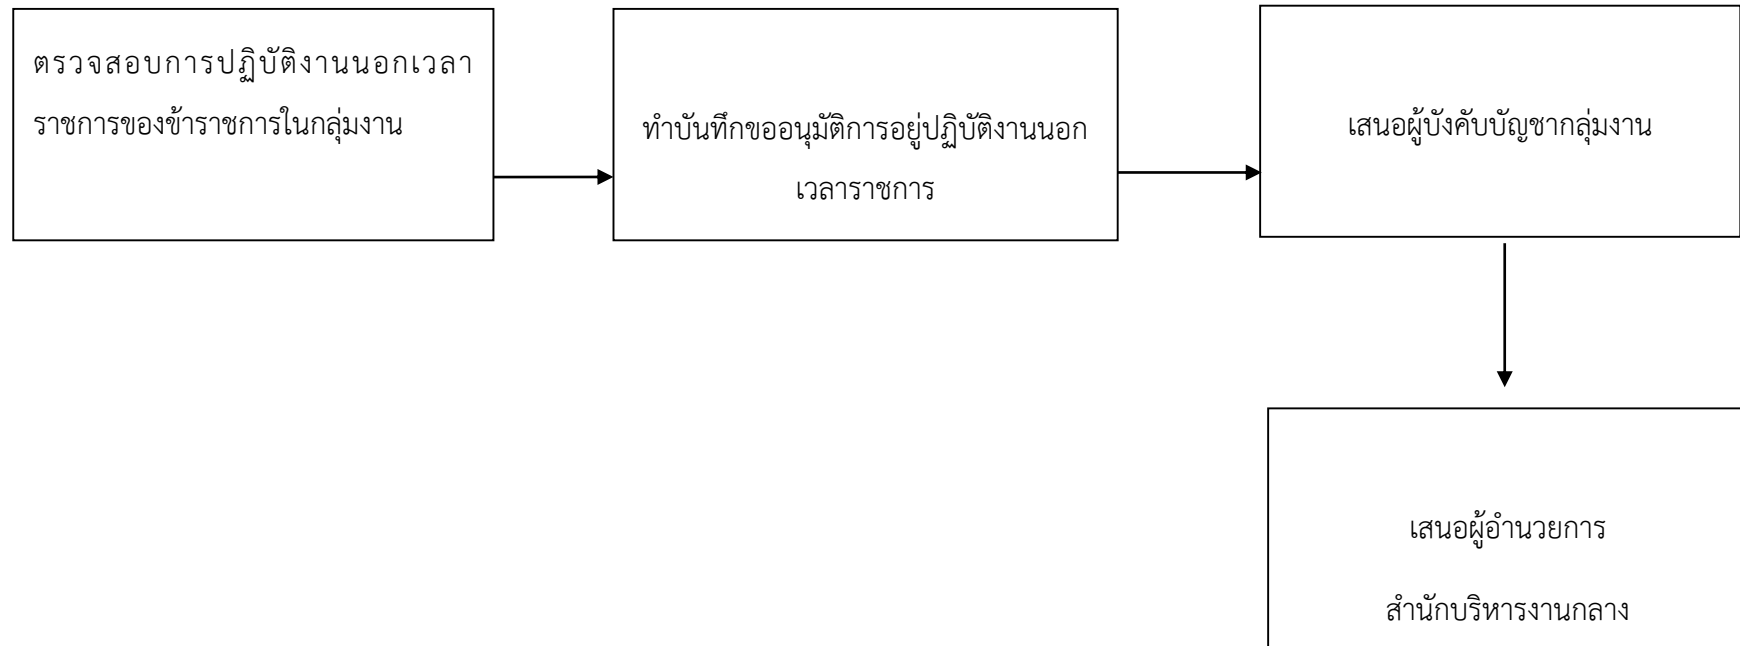 ตรวจสอบการปฏิบัติงานนอกเวลา
ราชการของข้าราชการในกลุ่มงาน
ทำบันทึกขออนุมัติการอยู่ปฏิบัติงานนอก
เวลาราชการ
เสนอผู้บังคับบัญชากลุ่มงาน
เสนอผู้อำนวยการ
สำนักบริหารงานกลาง